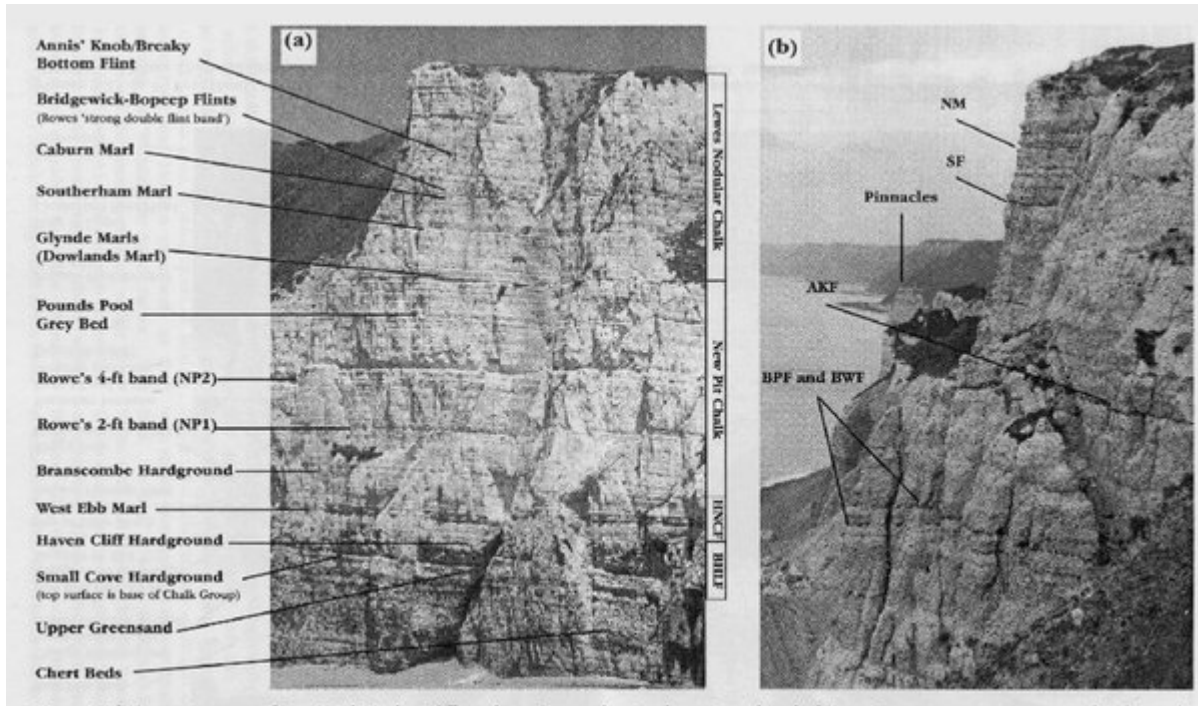 (a)
Annis' Knob/Breaky
Bottom Flint
Bridgewick-Bopeep Flints
(Rowes 'strong double flint band')
Caburn Marl
Southerham Marl
Glynde Marls
(Dowlands Marl)
Pounds Pool
Grey Bed
Rowe's 4-ft band (NP2)
Rowe's 2-ft band (NP1)
Branscombe Hardground
West Ebb Marl
Haven Cliff Hardground
Small Cove Hardground
(top surface is base of Chalk Group)
Upper Greensand
Chert Beds
Lewes Nodular Chalk
New Pit Chalk
HNCF
BHLF
(b)
NM
SF
Pinnacles
AKF
BPF and BWF